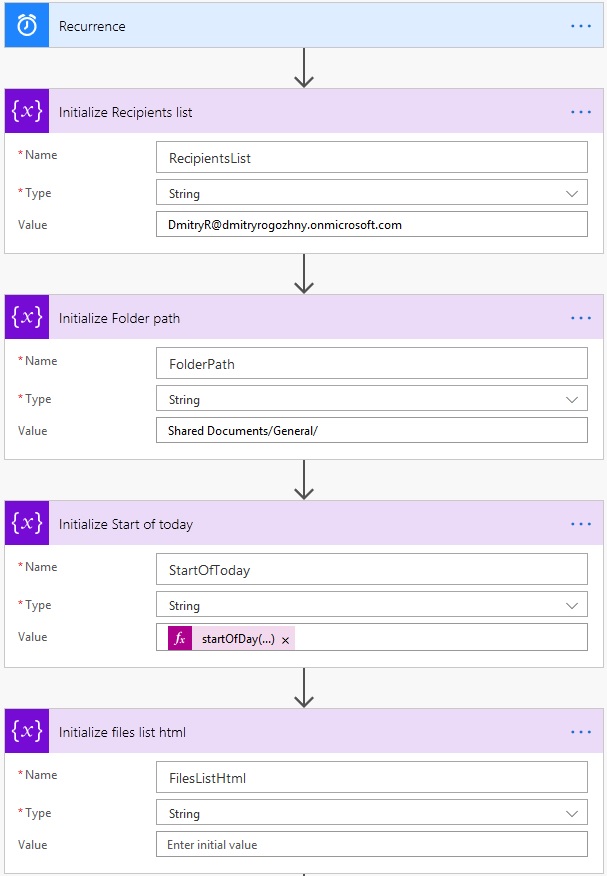 Recurrence
...
{x} Initialize Recipients list
...
*Name RecipientsList
*Type String
Value DmitryR@dmitryrogozhny.onmicrosoft.com
{x} Initialize Folder path
...
*Name FolderPath
*Type String
Value Shared Documents/General/
{x} Initialize Start of today
...
*Name StartOfToday
*Type String
Value fx startOfDay(...) ×
{x} Initialize files list html
...
*Name FilesListHtml
*Type String
Value Enter initial value